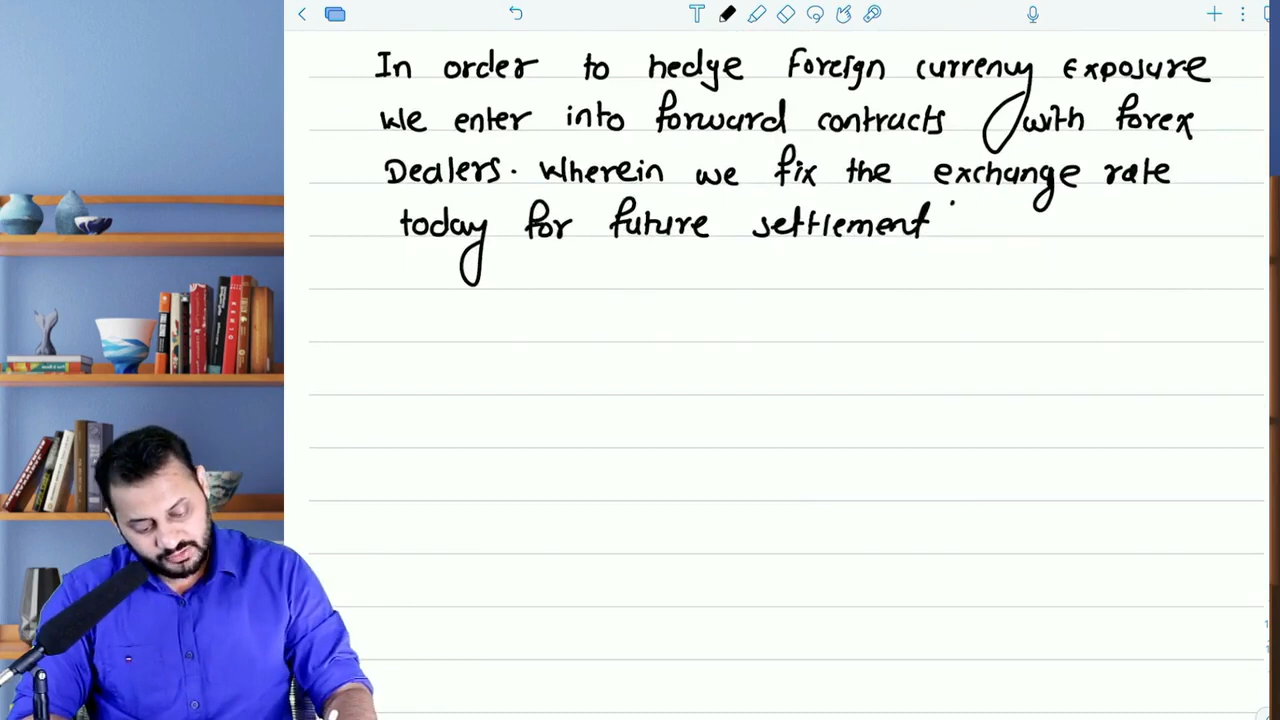 In order to hedge Foreign currency Exposure
We enter into forward contracts with Forex
Dealers. Wherein we fix the exchange rate
today for future settlement